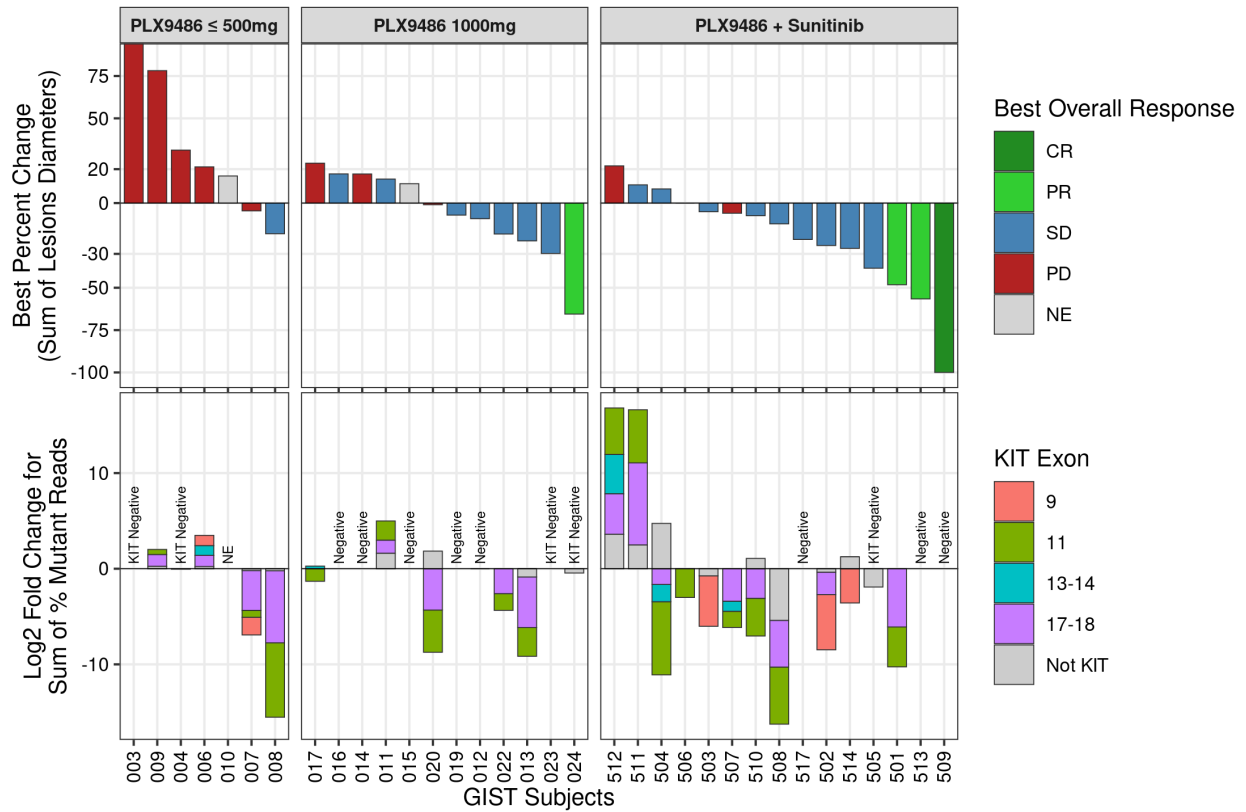 PLX9486 ≤ 500mg
PLX9486 1000mg
PLX9486 + Sunitinib
Best Percent Change
(Sum of Lesions Diameters)
75
50
20
0
-30
-50
-75
-100
Best Overall Response
CR
PR
SD
PD
NE
Log2 Fold Change for
Sum of % Mutant Reads
10
0
-10
KIT Negative
KIT Negative
NE
Negative
Negative
Negative
Negative
Negative
KIT Negative
KIT Negative
Negative
KIT Negative
Negative
Negative
KIT Exon
9
11
13-14
17-18
Not KIT
003
009
004
006
010
007
008
017
016
014
011
015
020
019
012
022
013
023
024
512
511
504
506
503
507
510
508
517
502
514
505
501
513
509
GIST Subjects